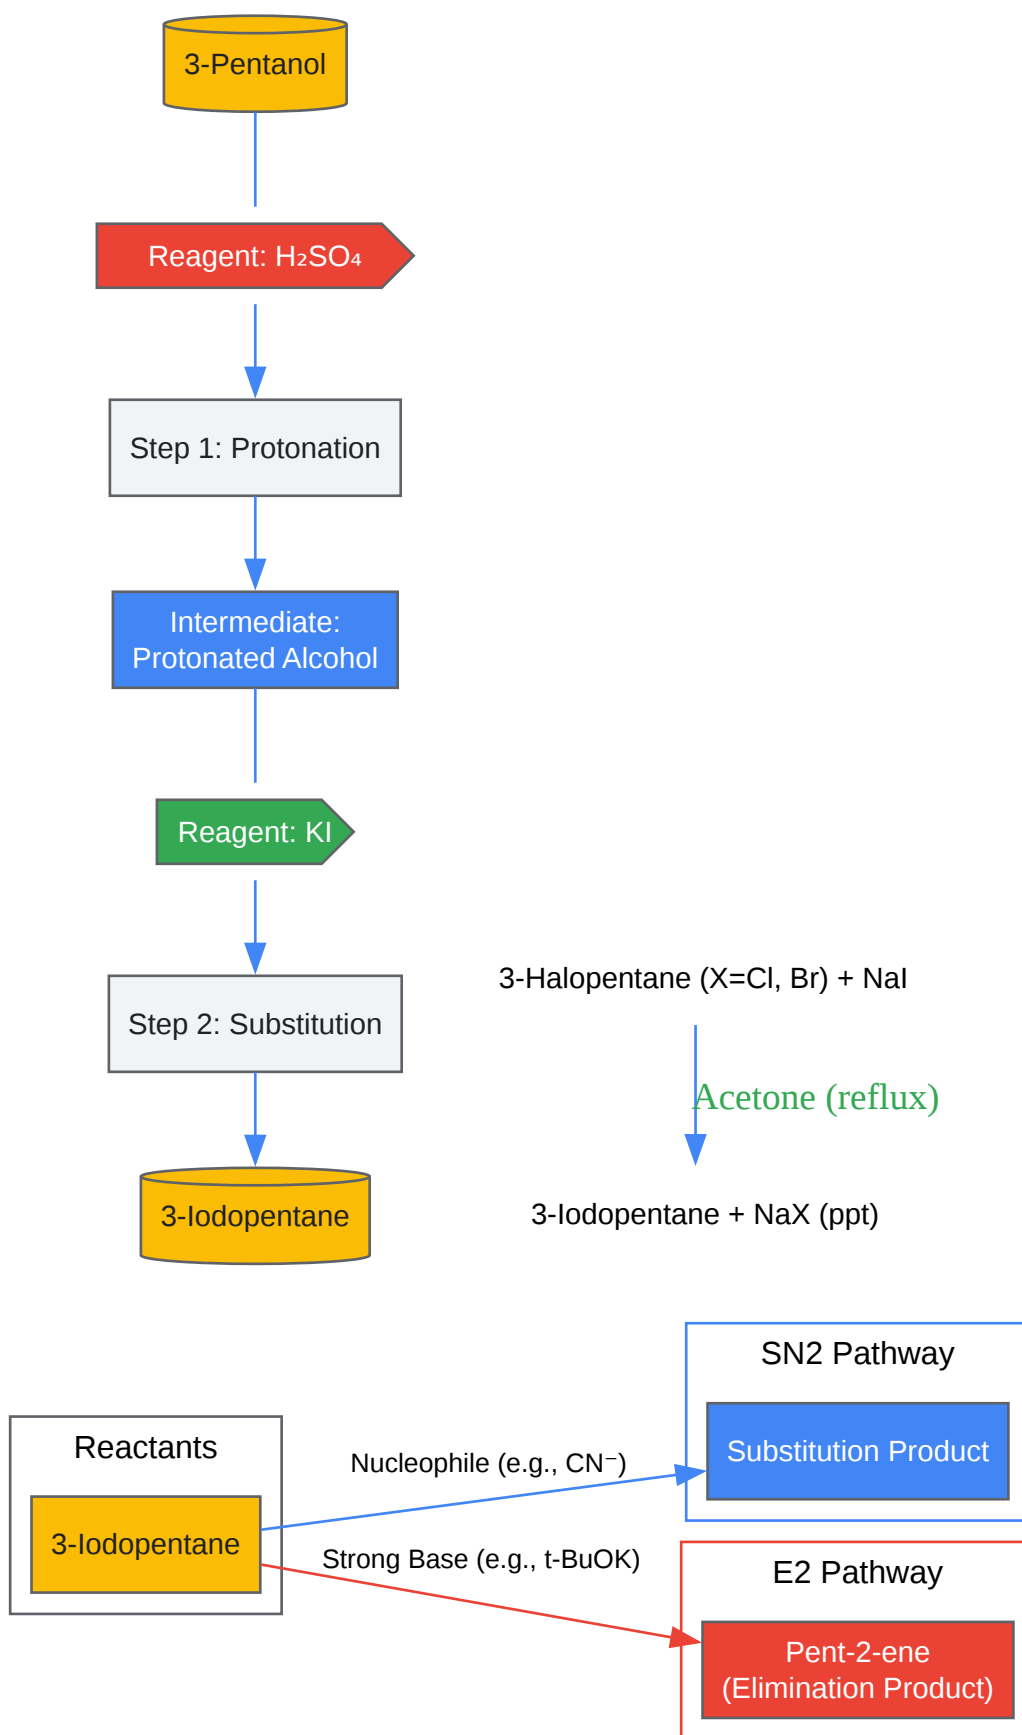 3-Pentanol
Reagent: H₂SO₄
Step 1: Protonation
Intermediate:
Protonated Alcohol
Reagent: KI
Step 2: Substitution
3-Iodopentane
3-Halopentane (X=Cl, Br) + NaI
Acetone (reflux)
3-Iodopentane + NaX (ppt)
Reactants
3-Iodopentane
Nucleophile (e.g., CN⁻)
Strong Base (e.g., t-BuOK)
SN2 Pathway
Substitution Product
E2 Pathway
Pent-2-ene
(Elimination Product)